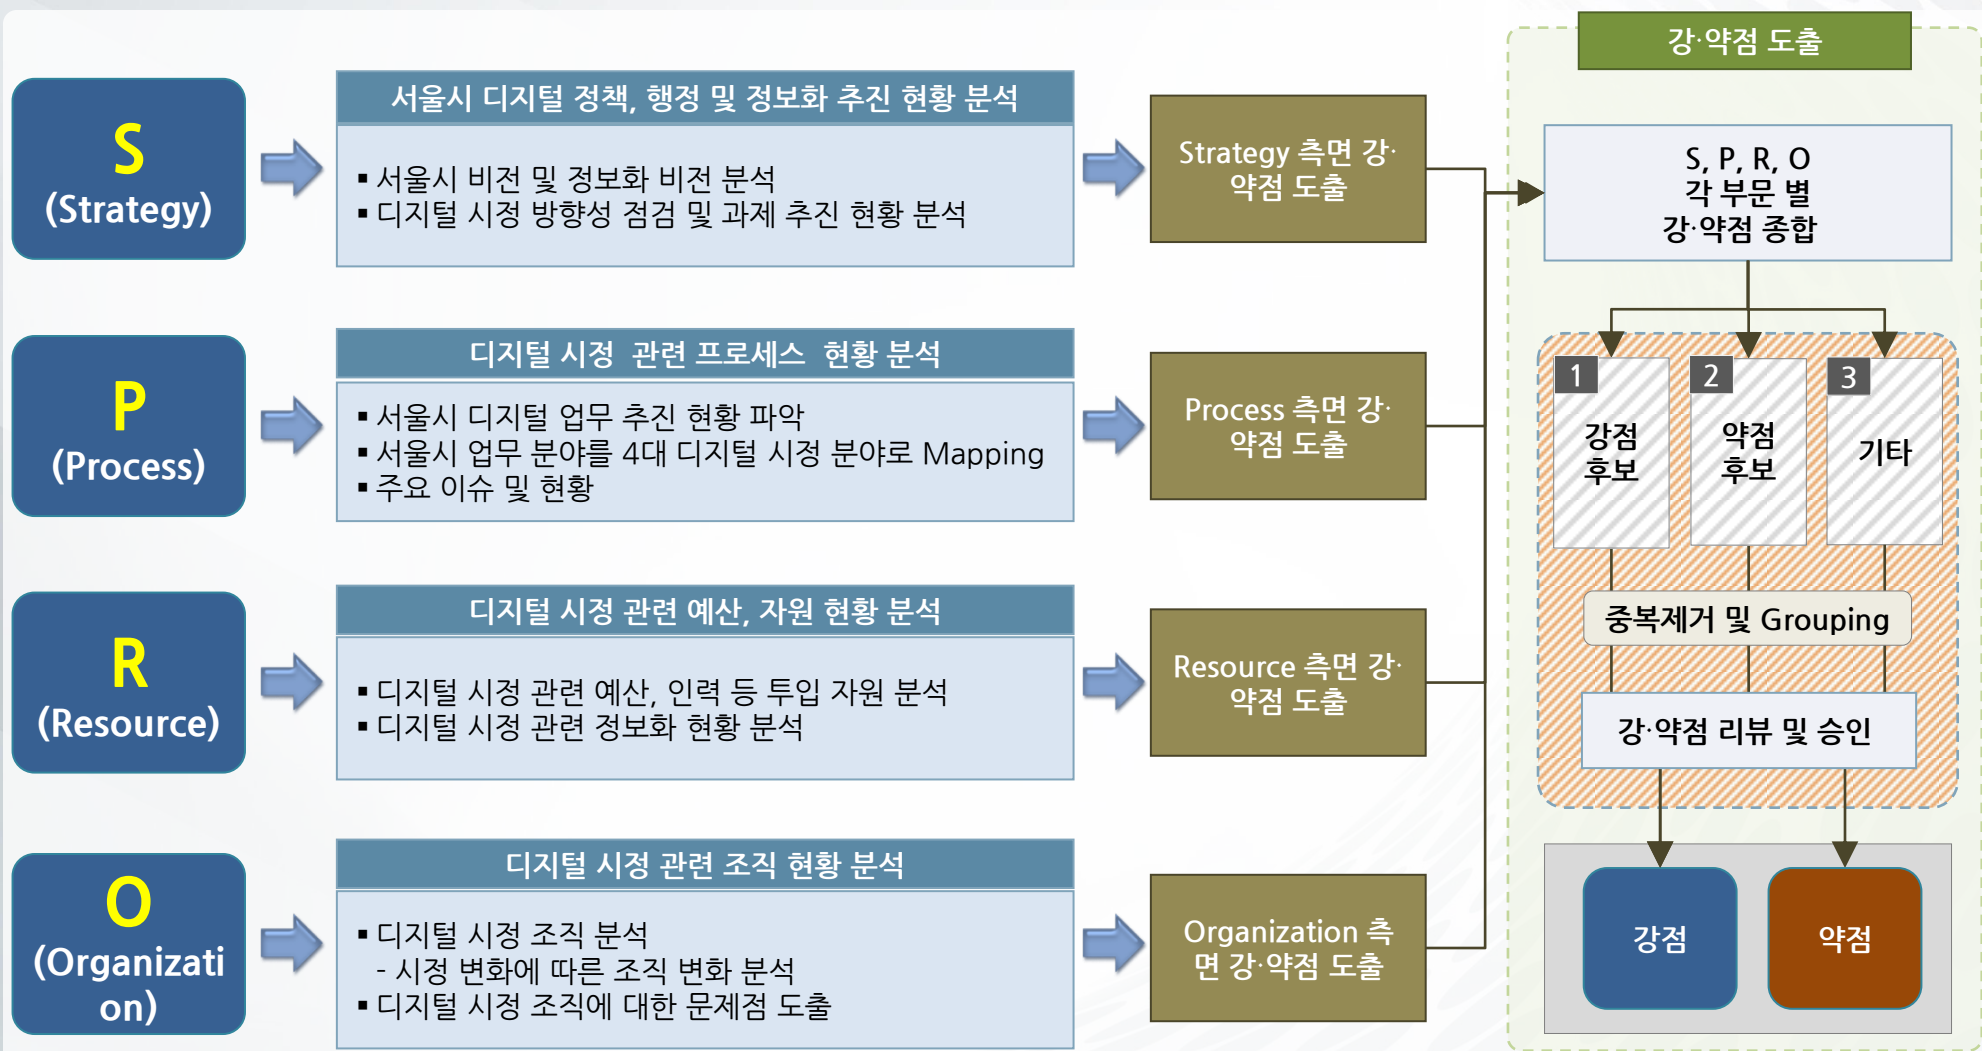 S
(Strategy)
서울시 디지털 정책, 행정 및 정보화 추진 현황 분석
▪ 서울시 비전 및 정보화 비전 분석
▪ 디지털 시정 방향성 점검 및 과제 추진 현황 분석
Strategy 측면 강·
약점 도출
P
(Process)
디지털 시정 관련 프로세스 현황 분석
▪ 서울시 디지털 업무 추진 현황 파악
▪ 서울시 업무 분야를 4대 디지털 시정 분야로 Mapping
▪ 주요 이슈 및 현황
Process 측면 강·
약점 도출
R
(Resource)
디지털 시정 관련 예산, 자원 현황 분석
▪ 디지털 시정 관련 예산, 인력 등 투입 자원 분석
▪ 디지털 시정 관련 정보화 현황 분석
Resource 측면 강·
약점 도출
O
(Organizati
on)
디지털 시정 관련 조직 현황 분석
▪ 디지털 시정 조직 분석
- 시정 변화에 따른 조직 변화 분석
▪ 디지털 시정 조직에 대한 문제점 도출
Organization 측
면 강·약점 도출
강·약점 도출
S, P, R, O
각 부문 별
강·약점 종합
1
강점
후보
2
약점
후보
3
기타
중복제거 및 Grouping
강·약점 리뷰 및 승인
강점
약점